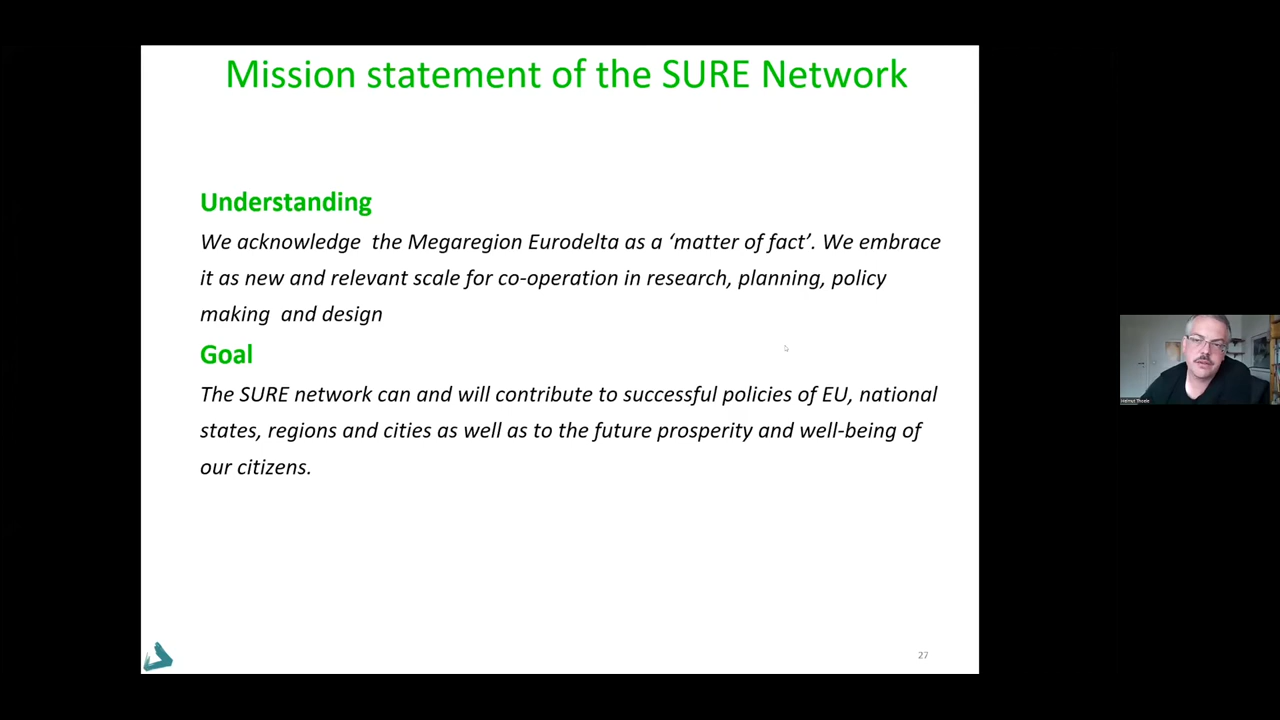 Mission statement of the SURE Network
Understanding
We acknowledge the Megaregion Eurodelta as a ‘matter of fact’. We embrace
it as new and relevant scale for co-operation in research, planning, policy
making and design
Goal
The SURE network can and will contribute to successful policies of EU, national
states, regions and cities as well as to the future prosperity and well-being of
our citizens.
27
Helmut Thoele